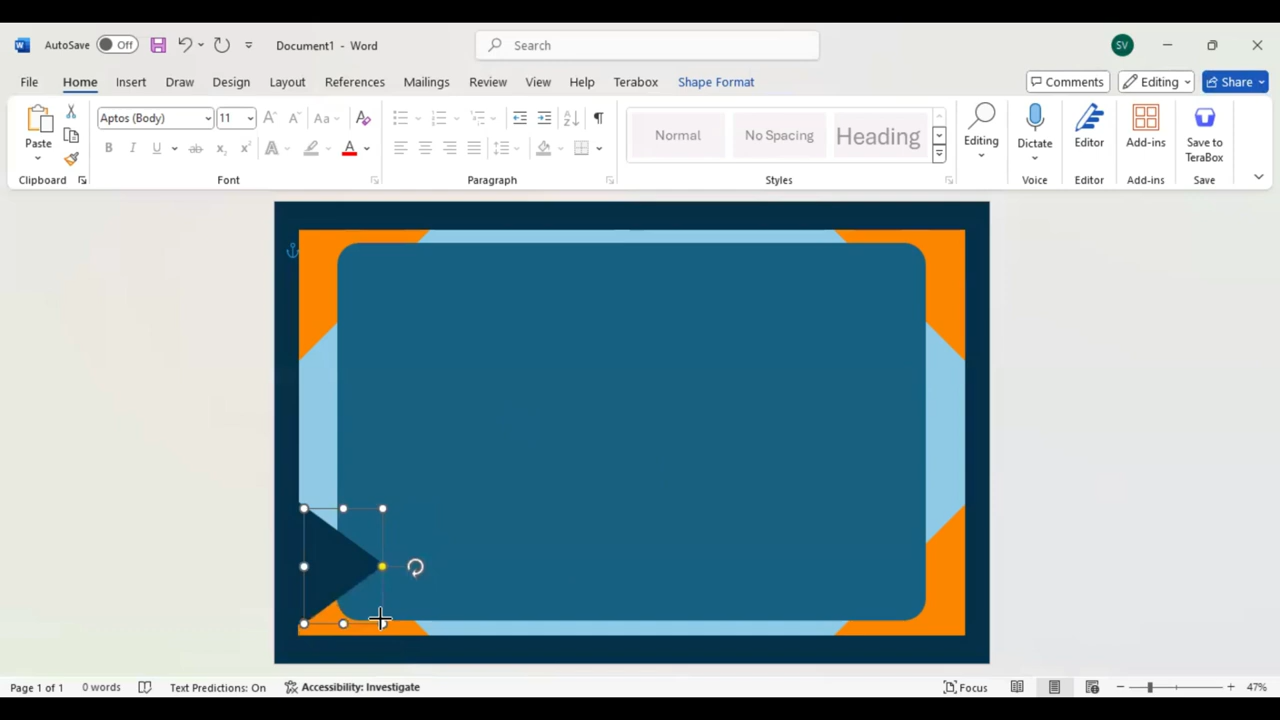 AutoSave Off Document1 - Word Search SV
File Home Insert Draw Design Layout References Mailings Review View Help Terabox Shape Format Comments Editing Share
Aptos (Body) 11 Aa Normal No Spacing Heading
Paste Editing Dictate Editor Add-ins Save to TeraBox
Clipboard Font Paragraph Styles Voice Editor Add-ins Save
Page 1 of 1 0 words Text Predictions: On Accessibility: Investigate Focus 47%